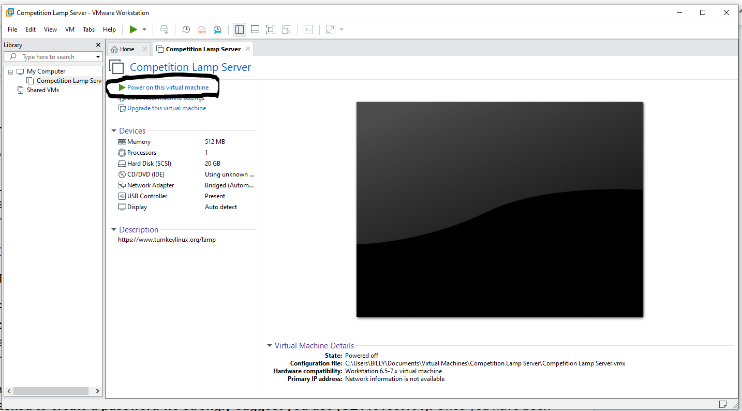 Competition Lamp Server - VMware Workstation
File Edit View VM Tabs Help
Library
Type here to search
My Computer
Competition Lamp Serv
Shared VMs
Home
Competition Lamp Server
Competition Lamp Server
Power on this virtual machine
Upgrade this virtual machine
Devices
Memory 512 MB
Processors 1
Hard Disk (SCSI) 20 GB
CD/DVD (IDE) Using unknown ...
Network Adapter Bridged (Autom...
USB Controller Present
Display Auto detect
Description
https://www.turnkeylinux.org/lamp
Virtual Machine Details
State: Powered off
Configuration file: C:\Users\BILLY\Documents\Virtual Machines\Competition Lamp Server\Competition Lamp Server.vmx
Hardware compatibility: Workstation 6.5-7.x virtual machine
Primary IP address: Network information is not available